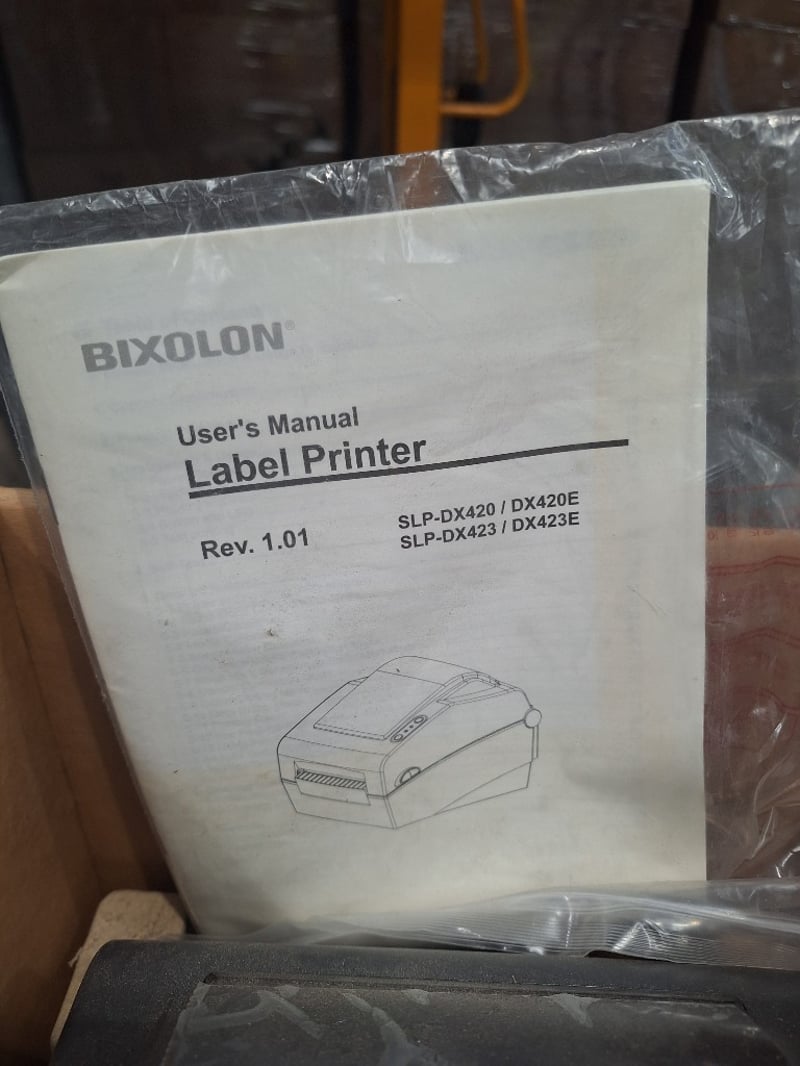 BIXOLON®
User's Manual
Label Printer
Rev. 1.01
SLP-DX420 / DX420E
SLP-DX423 / DX423E